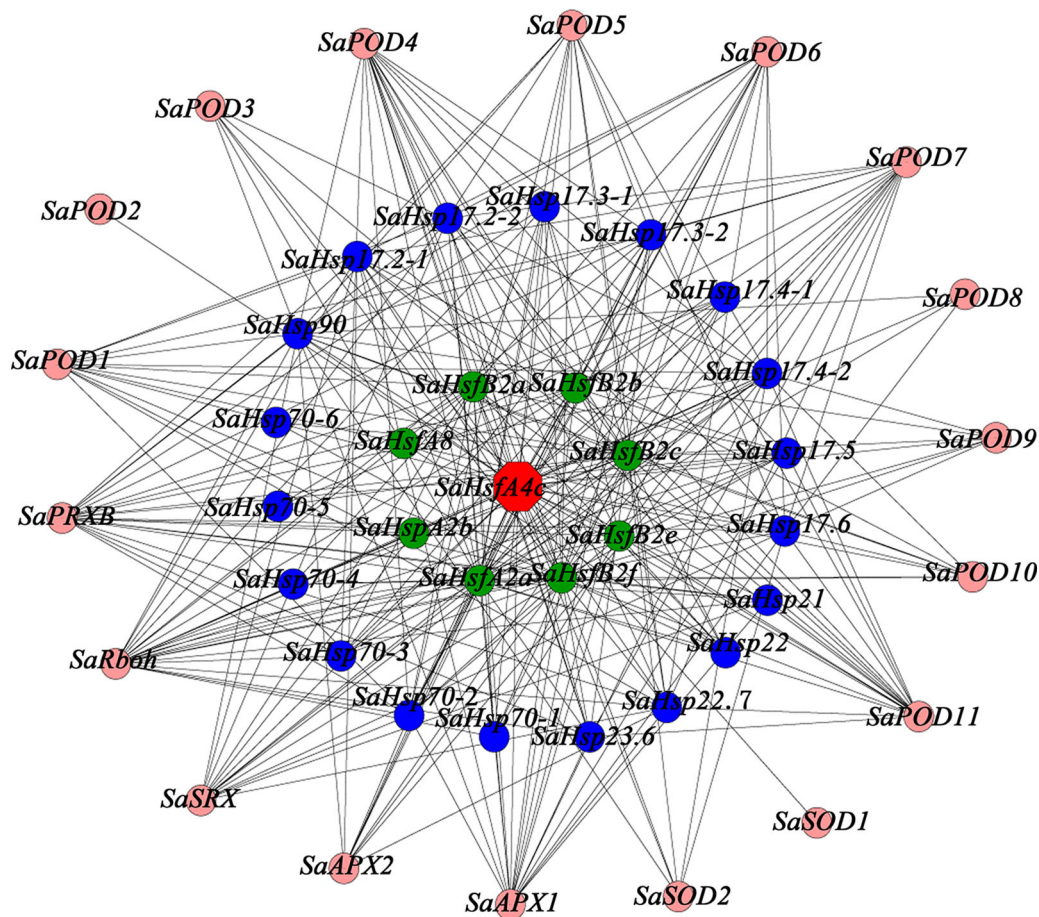 SaPOD5
SaPOD4
SaPOD6
SaPOD3
SaPOD7
SaPOD2
SaHsp17.3-1
SaHsp17.2-2
SaHsp17.3-2
SaHsp17.2-1
SaHsp17.4-1
SaPOD8
SaHsp90
SaPOD1
SaHsp17.4-2
SaHsfB2a
SaHsfB2b
SaHsp70-6
SaHsfA8
SaHsfB2c
SaHsp17.5
SaPOD9
SaHsfA4c
SaHsp70-5
SaPRXB
SaHspA2b
SaHsfB2e
SaHsp17.6
SaHsp70-4
SaHsfA2a
SaHsfB2f
SaPOD10
SaHsp21
SaHsp22
SaHsp70-3
SaRboh
SaHsp70-2
SaHsp22.7
SaHsp70-1
SaHsp23.6
SaPOD11
SaSRX
SaSOD1
SaAPX2
SaSOD2
SaAPX1